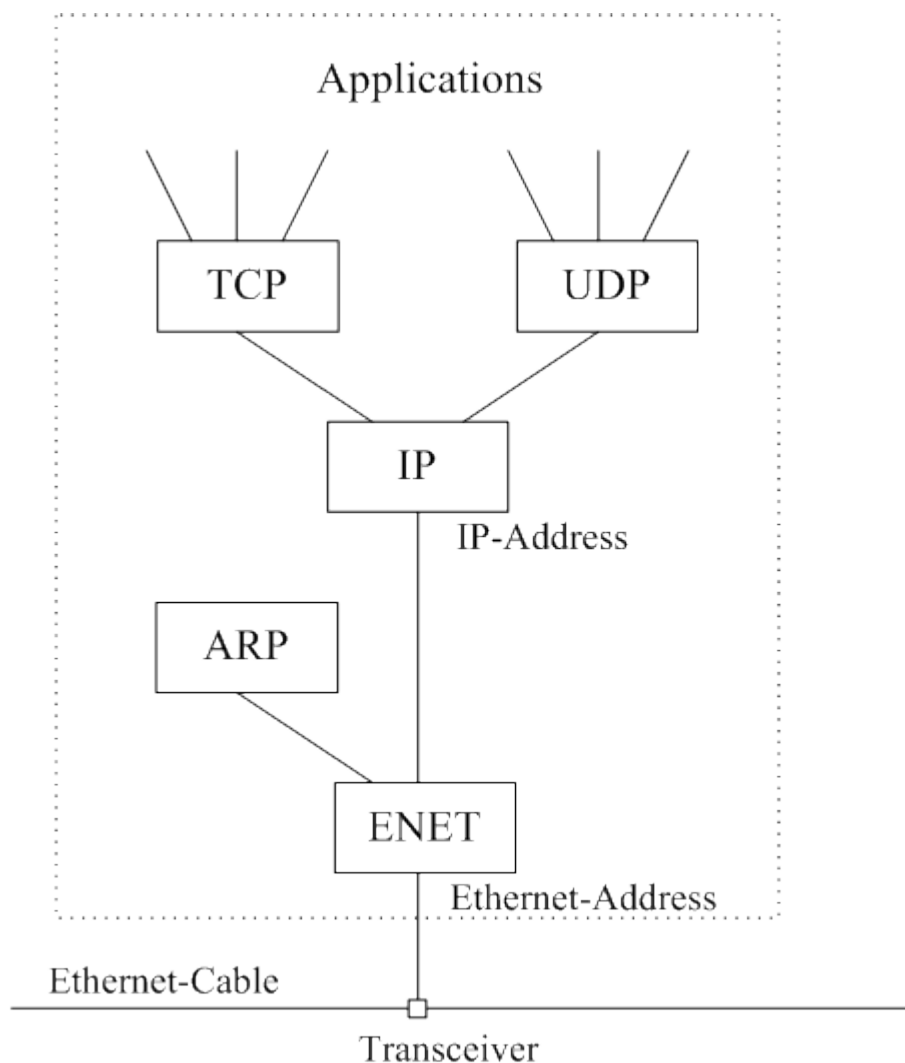 Applications
TCP
UDP
IP
IP-Address
ARP
ENET
Ethernet-Address
Ethernet-Cable
Transceiver